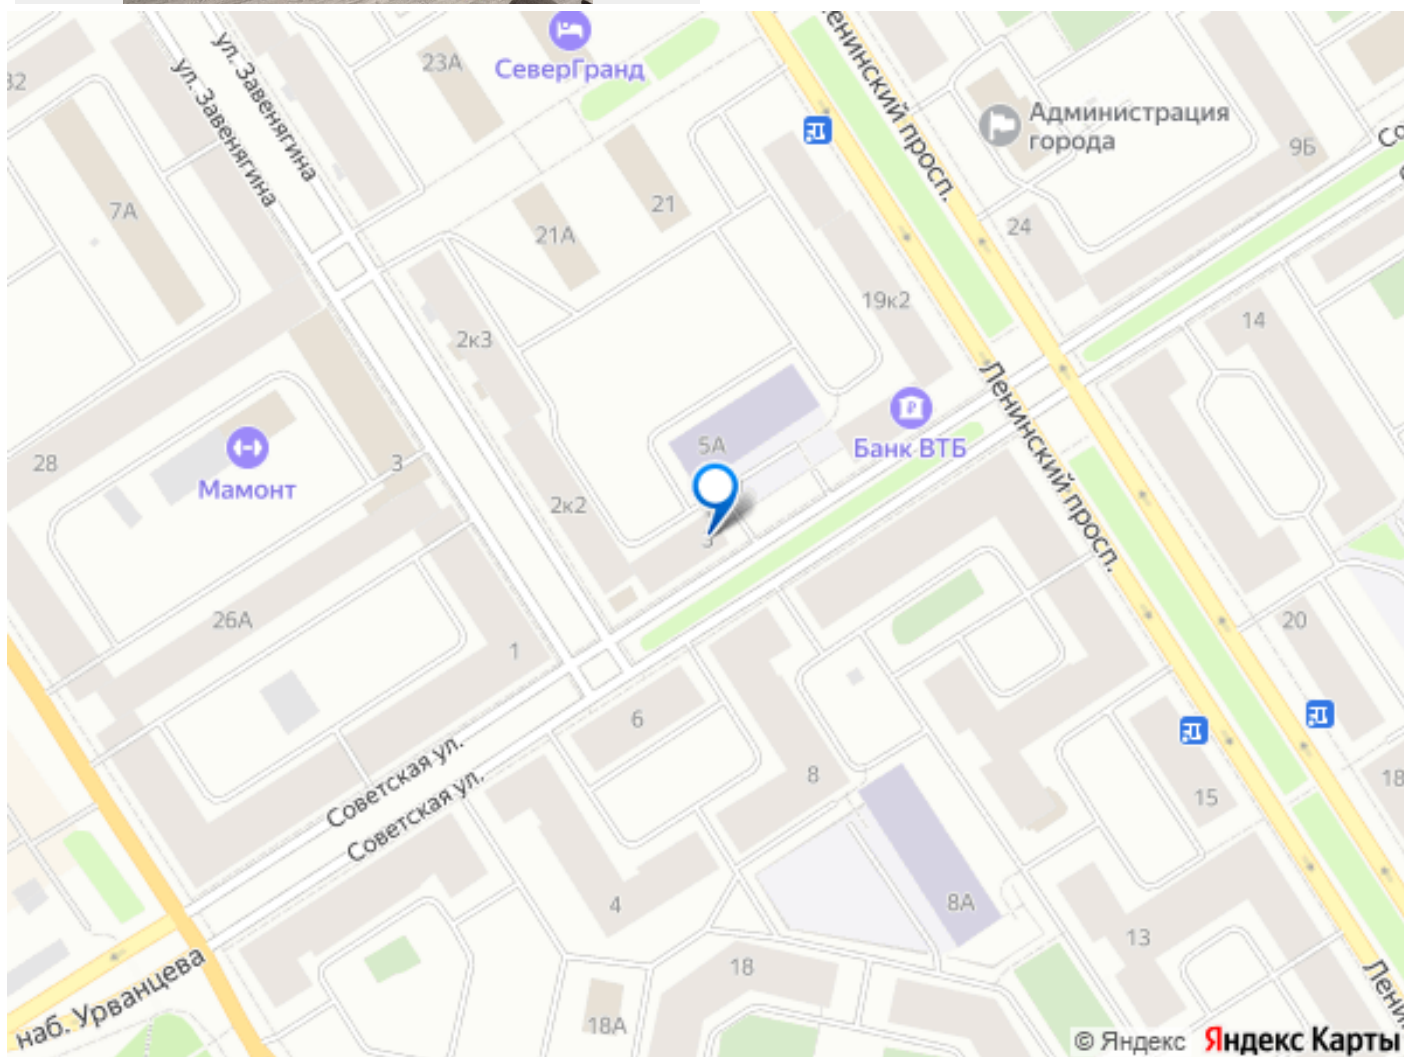 32
ул. Завенягина
ул. Завенягина
23А
СеверГранд
Ленинский просп.
Администрация
города
9Б
7А
21
21А
24
19к2
14
2к3
5А
Банк ВТБ
Ленинский просп.
28
Мамонт
3
2к2
26А
1
20
6
Советская ул.
Советская ул.
8
15
18
4
8А
13
наб. Урванцева
18
18А
© Яндекс Яндекс Карты